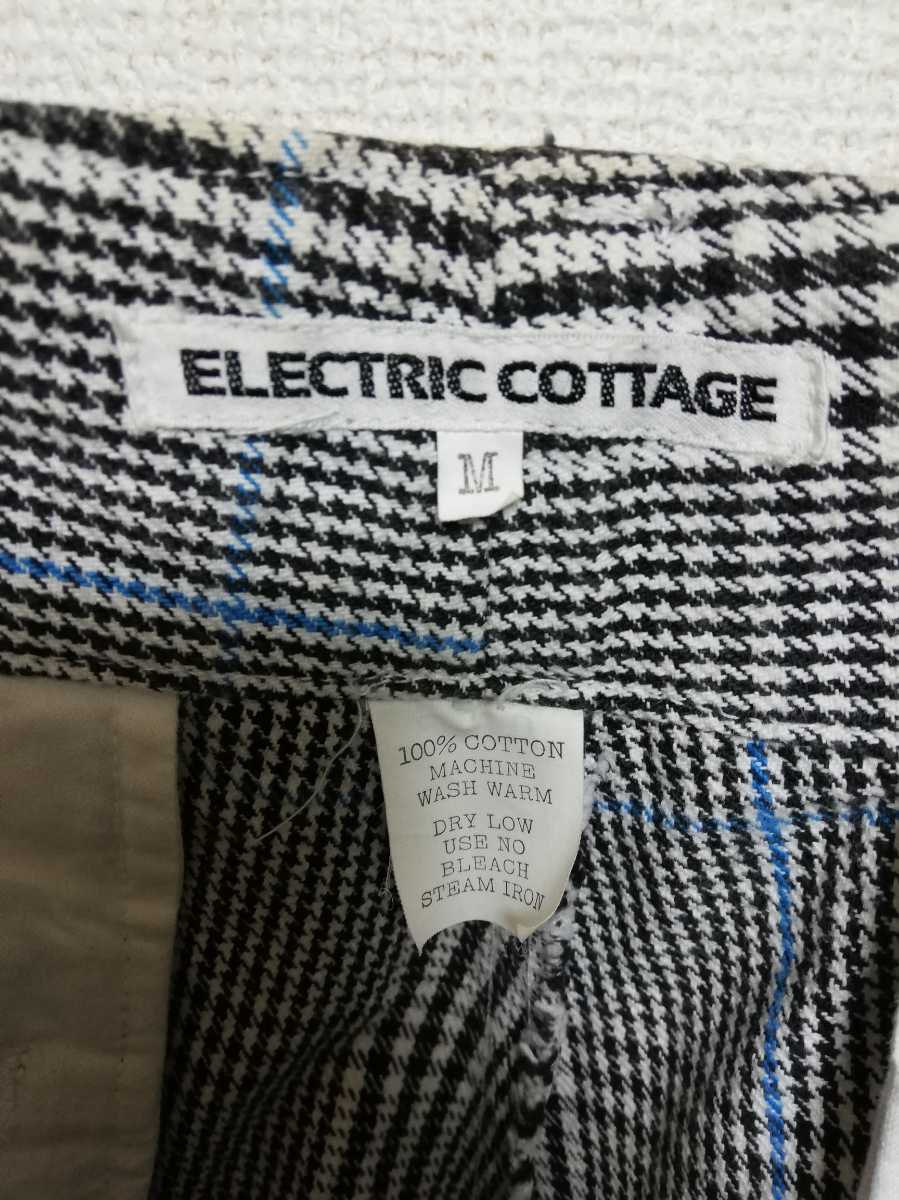 ELECTRIC COTTAGE
M
100% COTTON
MACHINE
WASH WARM
DRY LOW
USE NO
BLEACH
STEAM IRON